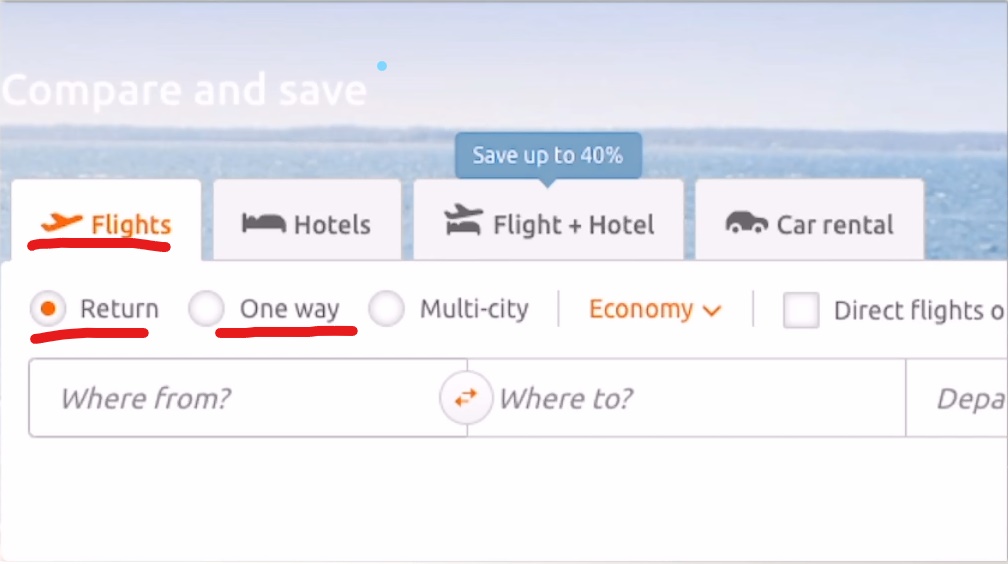 Compare and save
Save up to 40%
Flights Hotels Flight + Hotel Car rental
Return One way Multi-city Economy Direct flights
Where from? Where to? Depa